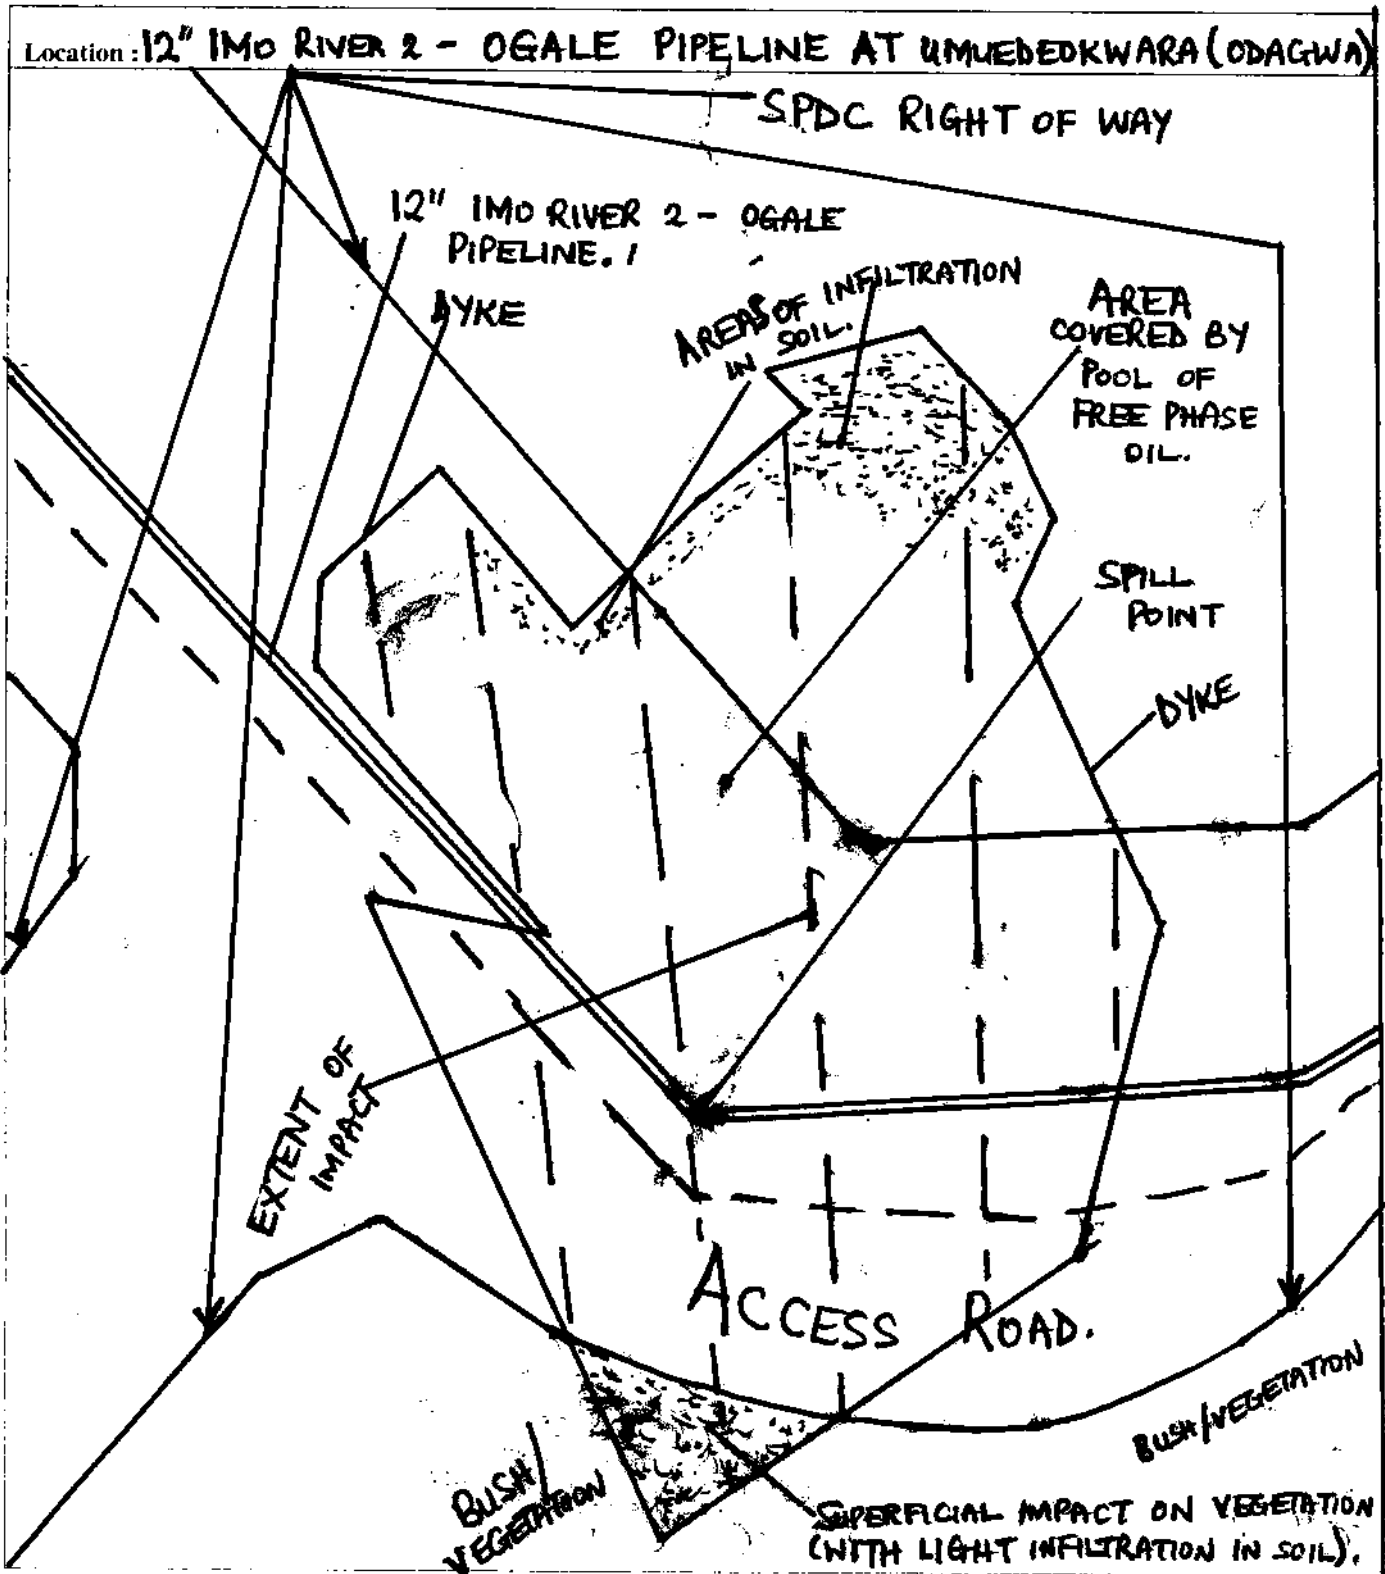 Location : 12" IMO RIVER 2 - OGALE PIPELINE AT UMUEDEOKWARA (ODAGWA)
SPDC RIGHT OF WAY
12" IMO RIVER 2 - OGALE
PIPELINE.
DYKE
AREAS OF INFILTRATION
IN SOIL.
AREA
COVERED BY
POOL OF
FREE PHASE
OIL.
SPILL
POINT
DYKE
EXTENT OF
IMPACT
ACCESS ROAD.
BUSH/
VEGETATION
BUSH/VEGETATION
SUPERFICIAL IMPACT ON VEGETATION
(WITH LIGHT INFILTRATION IN SOIL).